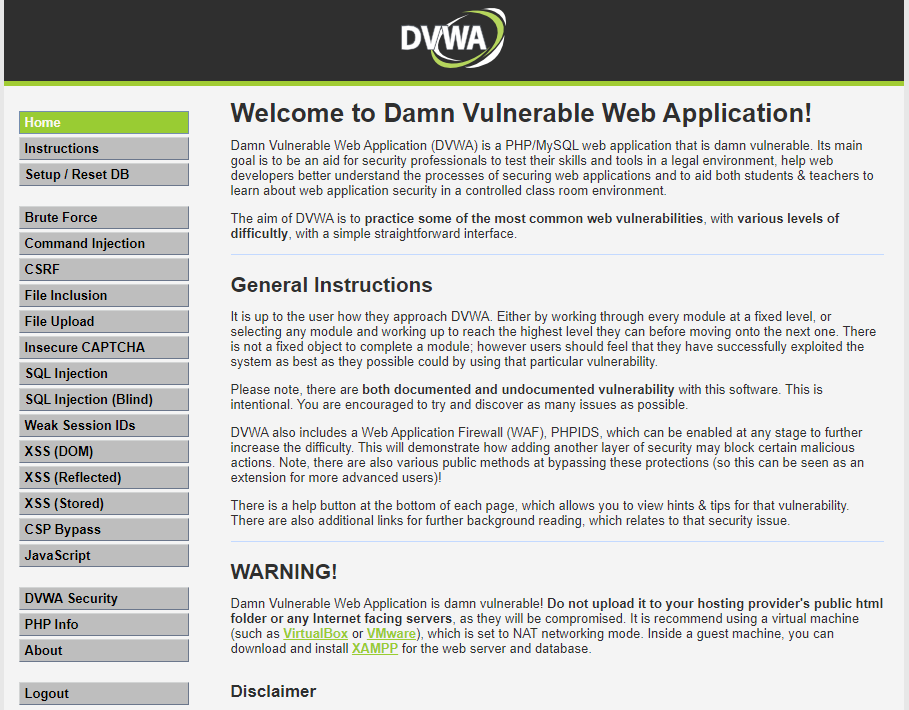 DVWA
Home
Instructions
Setup / Reset DB
Brute Force
Command Injection
CSRF
File Inclusion
File Upload
Insecure CAPTCHA
SQL Injection
SQL Injection (Blind)
Weak Session IDs
XSS (DOM)
XSS (Reflected)
XSS (Stored)
CSP Bypass
JavaScript
DVWA Security
PHP Info
About
Logout
Welcome to Damn Vulnerable Web Application!
Damn Vulnerable Web Application (DVWA) is a PHP/MySQL web application that is damn vulnerable. Its main
goal is to be an aid for security professionals to test their skills and tools in a legal environment, help web
developers better understand the processes of securing web applications and to aid both students & teachers to
learn about web application security in a controlled class room environment.
The aim of DVWA is to practice some of the most common web vulnerabilities, with various levels of
difficultly, with a simple straightforward interface.
General Instructions
It is up to the user how they approach DVWA. Either by working through every module at a fixed level, or
selecting any module and working up to reach the highest level they can before moving onto the next one. There
is not a fixed object to complete a module; however users should feel that they have successfully exploited the
system as best as they possible could by using that particular vulnerability.
Please note, there are both documented and undocumented vulnerability with this software. This is
intentional. You are encouraged to try and discover as many issues as possible.
DVWA also includes a Web Application Firewall (WAF), PHPIDS, which can be enabled at any stage to further
increase the difficulty. This will demonstrate how adding another layer of security may block certain malicious
actions. Note, there are also various public methods at bypassing these protections (so this can be seen as an
extension for more advanced users)!
There is a help button at the bottom of each page, which allows you to view hints & tips for that vulnerability.
There are also additional links for further background reading, which relates to that security issue.
WARNING!
Damn Vulnerable Web Application is damn vulnerable! Do not upload it to your hosting provider's public html
folder or any Internet facing servers, as they will be compromised. It is recommend using a virtual machine
(such as VirtualBox or VMware), which is set to NAT networking mode. Inside a guest machine, you can
download and install XAMPP for the web server and database.
Disclaimer